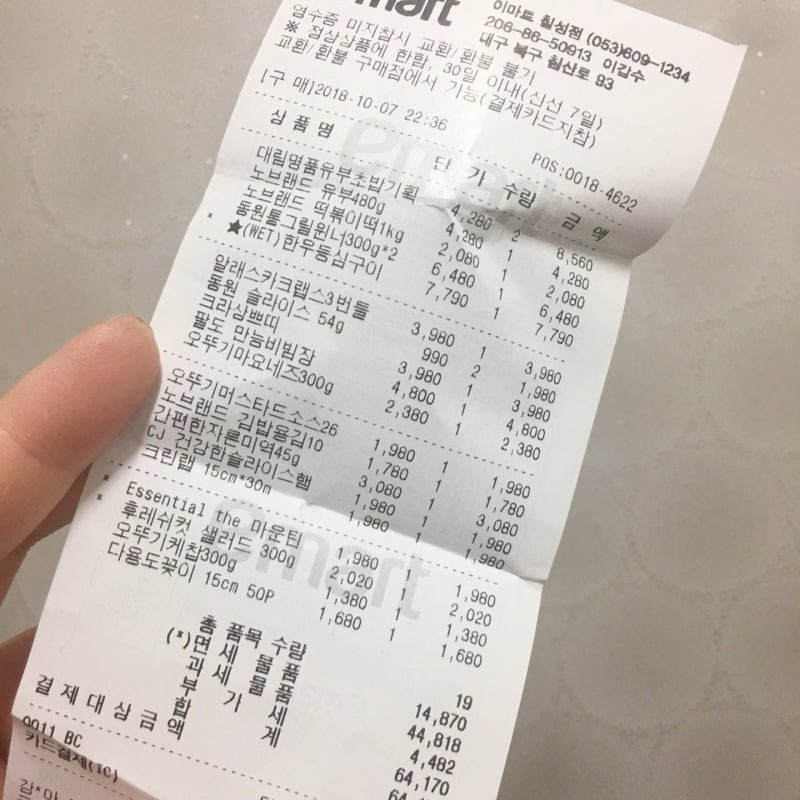 emart
이마트 칠성점 (053)609-1234
206-86-50913 이갑수
대구 북구 침산로 93
영수증 미지참시 교환/환불 불가
※ 정상상품에 한함, 30일 이내(신선 7일)
교환/환불 구매점에서 가능(결제카드지참)
[구 매]2018-10-07 22:36 POS:0018-4622
상 품 명 단 가 수량 금 액
대림명품유부초밥기획 4,280 2 8,560
노브랜드 유부480g 4,280 1 4,280
노브랜드 떡볶이떡1kg 2,080 1 2,080
동원통그릴윈너300g*2 6,480 1 6,480
* ★(WET)한우등심구이 7,790 1 7,790
알래스카크랩스3번들 3,980 1 3,980
동원 슬라이스 54g 990 2 1,980
크라상쁘띠 3,980 1 3,980
팔도 만능비빔장 4,800 1 4,800
오뚜기마요네즈300g 2,380 1 2,380
오뚜기머스타드소스26 1,980 1 1,980
노브랜드 김밥용김10 1,780 1 1,780
간편한자른미역45g 3,080 1 3,080
CJ 건강한슬라이스햄 1,980 1 1,980
크린랩 15cm*30m 1,980 1 1,980
* Essential the 마운틴 1,980 1 1,980
* 후레쉬컷 샐러드 300g 2,020 1 2,020
오뚜기케찹300g 1,380 1 1,380
다용도꽂이 15cm 50P 1,680 1 1,680
총 품목 수량 19
(*)면 세 물 품 14,870
과 세 물 품 44,818
부 가 세 4,482
합 계 64,170
결 제 대 상 금 액
0011 BC
카드결제(IC)